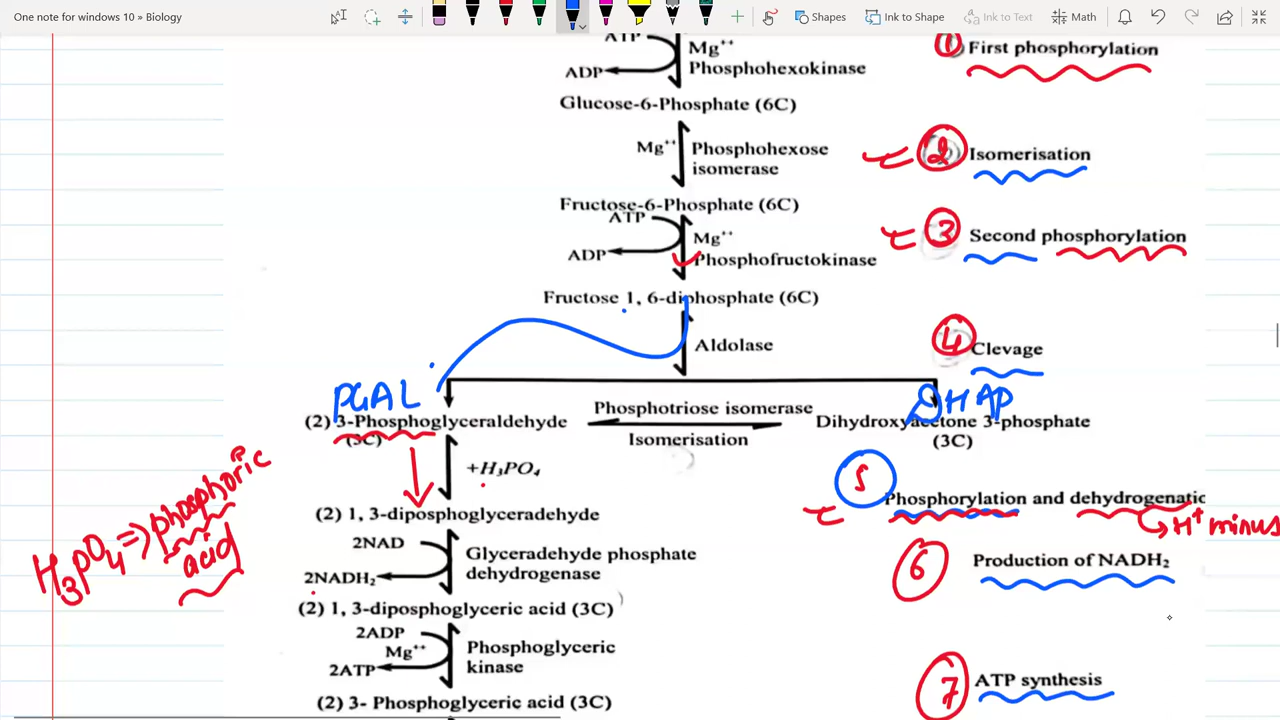 One note for windows 10 » Biology
Shapes
Ink to Shape
Ink to Text
Math
ATP
Mg++
Phosphohexokinase
ADP
1 First phosphorylation
Glucose-6-Phosphate (6C)
Mg++ Phosphohexose
isomerase
2 Isomerisation
Fructose-6-Phosphate (6C)
ATP
Mg++
ADP
Phosphofructokinase
3 Second phosphorylation
Fructose 1, 6-diphosphate (6C)
Aldolase
4 Clevage
PGAL
DHAP
(2) 3-Phosphoglyceraldehyde
(3C)
Phosphotriose isomerase
Isomerisation
Dihydroxyacetone 3-phosphate
(3C)
+H₃PO₄
5 Phosphorylation and dehydrogenatic
H+ minus
H₃PO₄ ⇒ phosphoric
acid
(2) 1, 3-diposphoglyceradehyde
2NAD
2NADH₂
Glyceradehyde phosphate
dehydrogenase
6 Production of NADH₂
(2) 1, 3-diposphoglyceric acid (3C)
2ADP
Mg++
2ATP
Phosphoglyceric
kinase
7 ATP synthesis
(2) 3- Phosphoglyceric acid (3C)